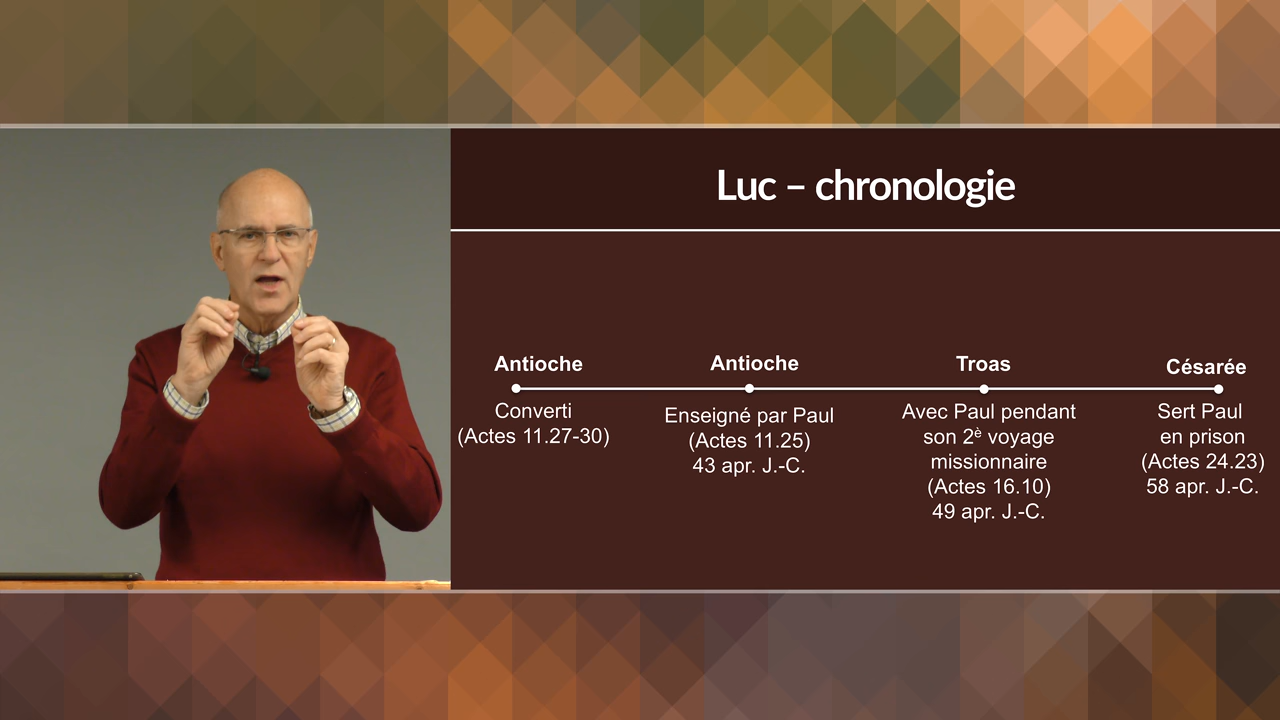 Luc – chronologie
Antioche
Converti
(Actes 11.27-30)
Antioche
Enseigné par Paul
(Actes 11.25)
43 apr. J.-C.
Troas
Avec Paul pendant
son 2è voyage
missionnaire
(Actes 16.10)
49 apr. J.-C.
Césarée
Sert Paul
en prison
(Actes 24.23)
58 apr. J.-C.